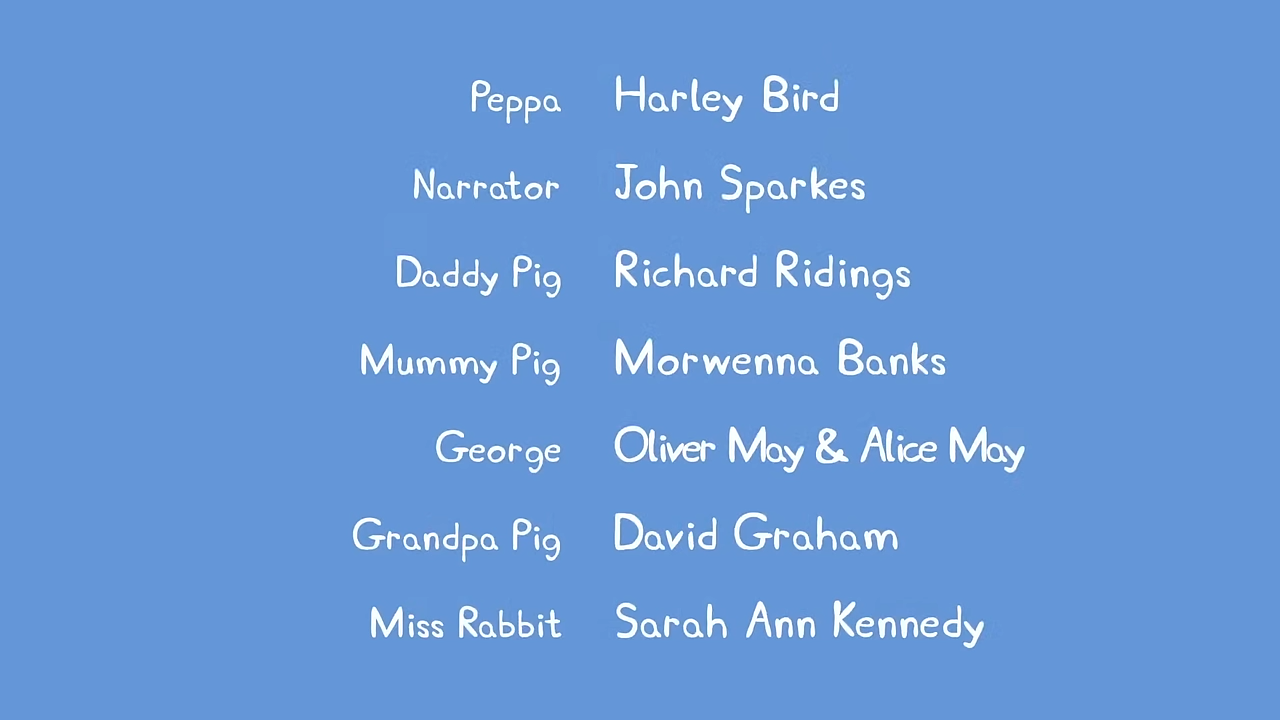 Peppa Harley Bird
Narrator John Sparkes
Daddy Pig Richard Ridings
Mummy Pig Morwenna Banks
George Oliver May & Alice May
Grandpa Pig David Graham
Miss Rabbit Sarah Ann Kennedy